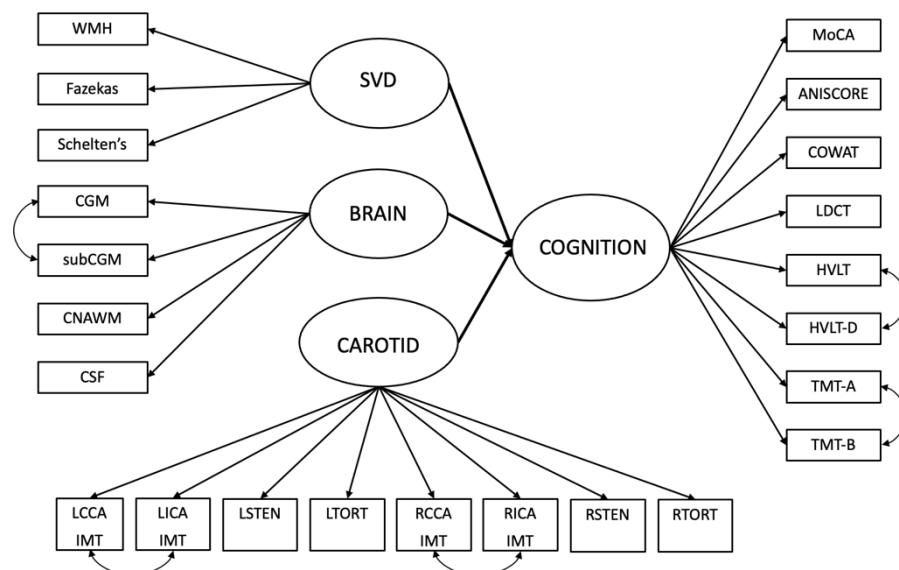 WMH
Fazekas
Schelten's
CGM
subCGM
CNAWM
CSF
SVD
BRAIN
CAROTID
COGNITION
MoCA
ANISCORE
COWAT
LDCT
HVLT
HVLT-D
TMT-A
TMT-B
LCCA
IMT
LICA
IMT
LSTEN
LTORT
RCCA
IMT
RICA
IMT
RSTEN
RTORT